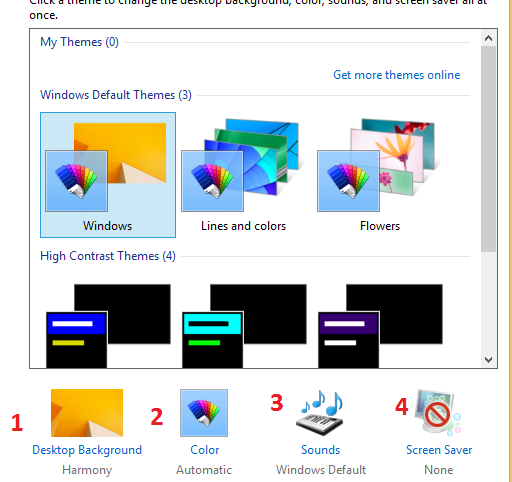 Click a theme to change the desktop background, color, sounds, and screen saver all at
once.
My Themes (0)
Get more themes online
Windows Default Themes (3)
Windows
Lines and colors
Flowers
High Contrast Themes (4)
1
2
3
4
Desktop Background
Color
Sounds
Screen Saver
Harmony
Automatic
Windows Default
None